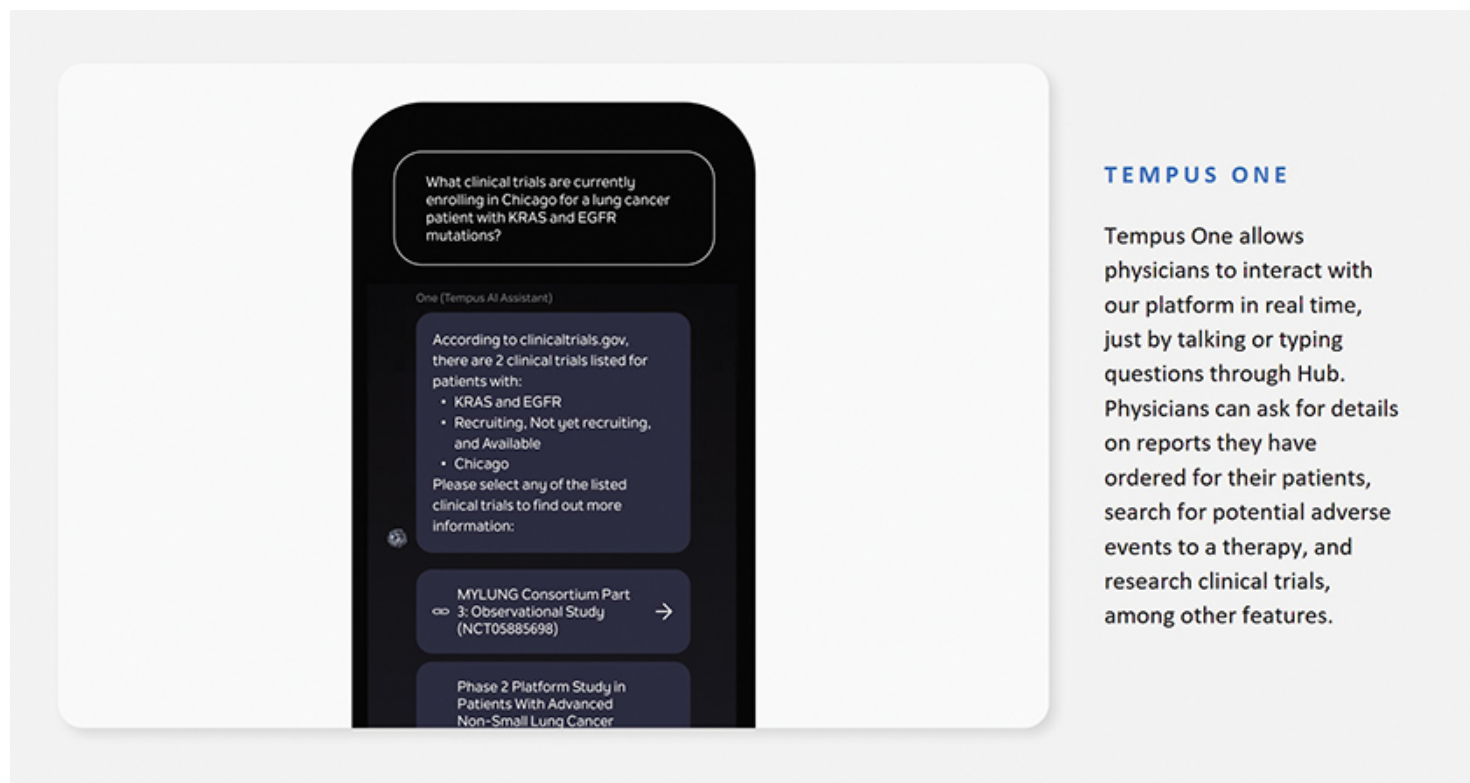 What clinical trials are currently
enrolling in Chicago for a lung cancer
patient with KRAS and EGFR
mutations?
One (Tempus AI Assistant)
According to clinicaltrials.gov,
there are 2 clinical trials listed for
patients with:
• KRAS and EGFR
• Recruiting, Not yet recruiting,
and Available
• Chicago
Please select any of the listed
clinical trials to find out more
information:
MYLUNG Consortium Part
3: Observational Study
(NCT05885698)
Phase 2 Platform Study in
Patients With Advanced
Non-Small Lung Cancer
TEMPUS ONE
Tempus One allows
physicians to interact with
our platform in real time,
just by talking or typing
questions through Hub.
Physicians can ask for details
on reports they have
ordered for their patients,
search for potential adverse
events to a therapy, and
research clinical trials,
among other features.